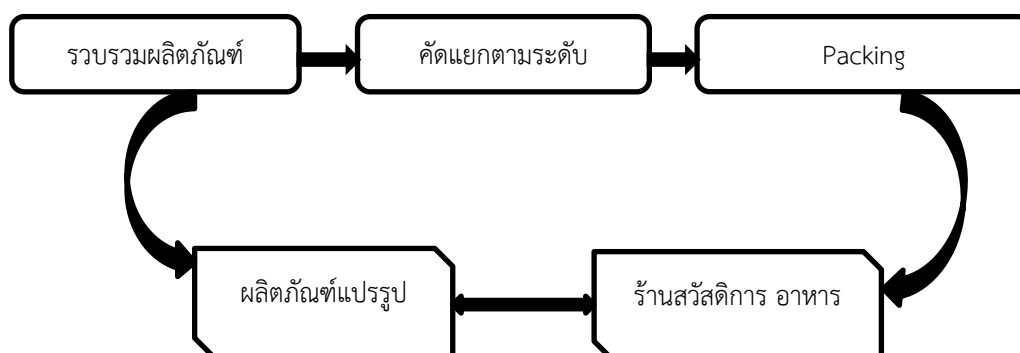 รวบรวมผลิตภัณฑ์
คัดแยกตามระดับ
Packing
ผลิตภัณฑ์แปรรูป
ร้านสวัสดิการ อาหาร